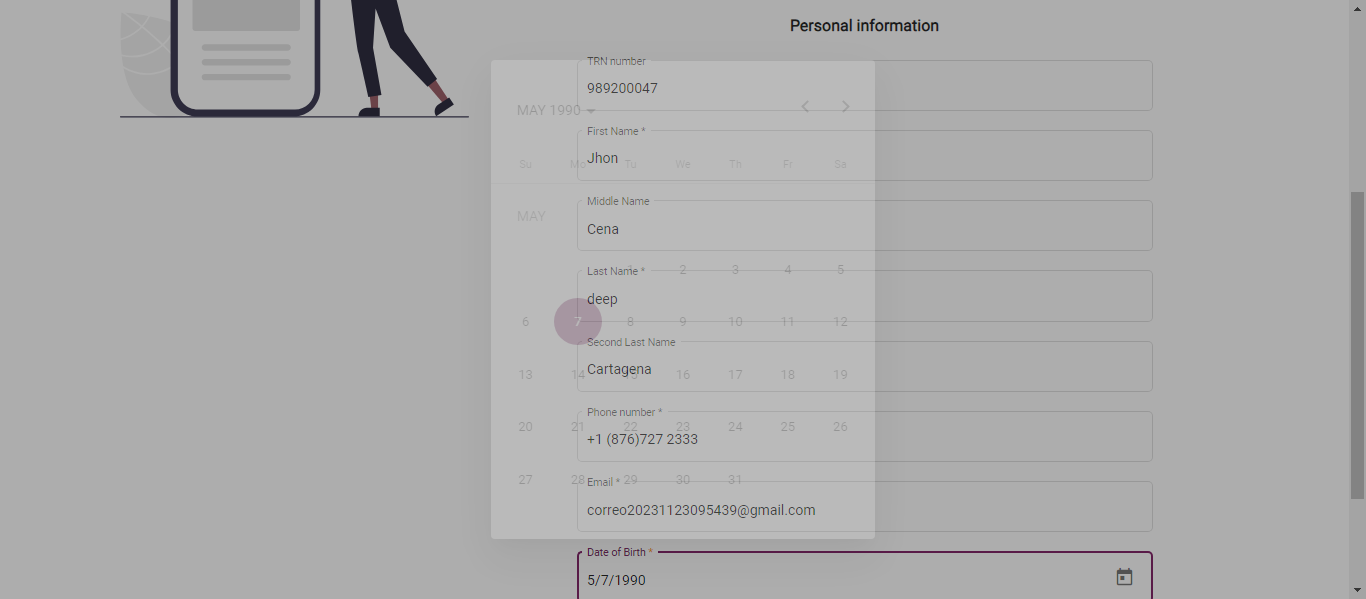 Personal information
TRN number
989200047
MAY 1990
First Name *
Jhon
Su Mo Tu We Th Fr Sa
Middle Name
MAY
Cena
Last Name *
1 2 3 4 5
deep
6 7 8 9 10 11 12
Second Last Name
Cartagena
13 14 15 16 17 18 19
Phone number *
20 21 22 23 24 25 26
+1 (876)727 2333
27 28 29 30 31
Email *
correo20231123095439@gmail.com
Date of Birth *
5/7/1990